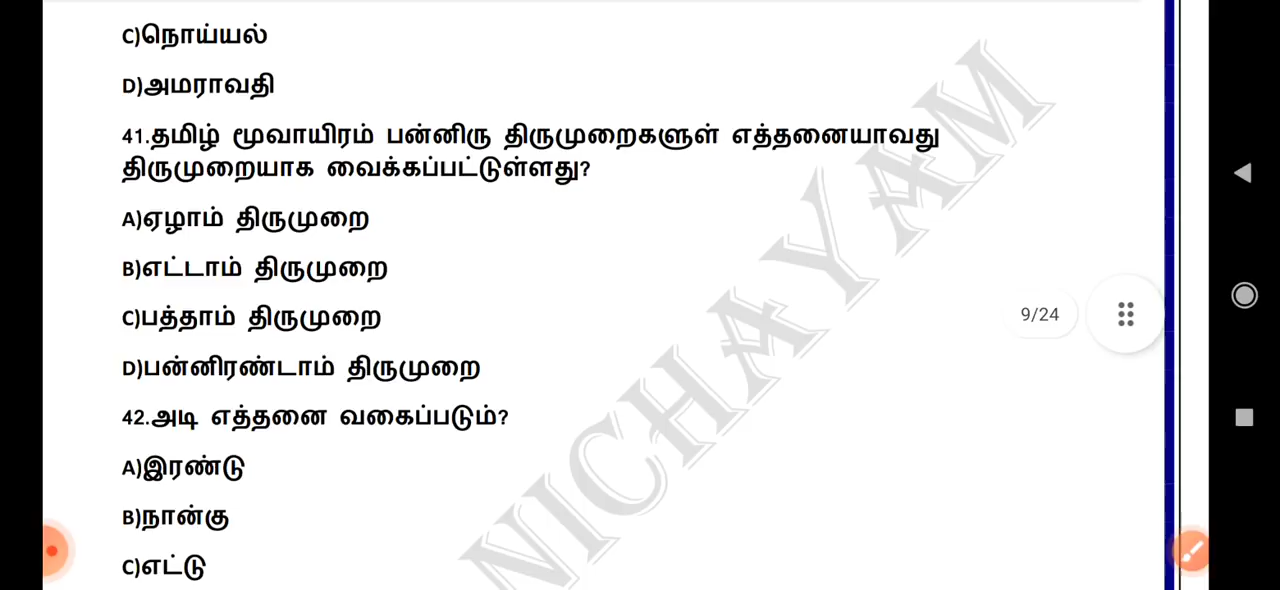 C)நொய்யல்
D)அமராவதி
41.தமிழ் மூவாயிரம் பன்னிரு திருமுறைகளுள் எத்தனையாவது
திருமுறையாக வைக்கப்பட்டுள்ளது?
A)ஏழாம் திருமுறை
B)எட்டாம் திருமுறை
C)பத்தாம் திருமுறை
9/24
D)பன்னிரண்டாம் திருமுறை
42.அடி எத்தனை வகைப்படும்?
A)இரண்டு
B)நான்கு
C)எட்டு
NICHAYAM